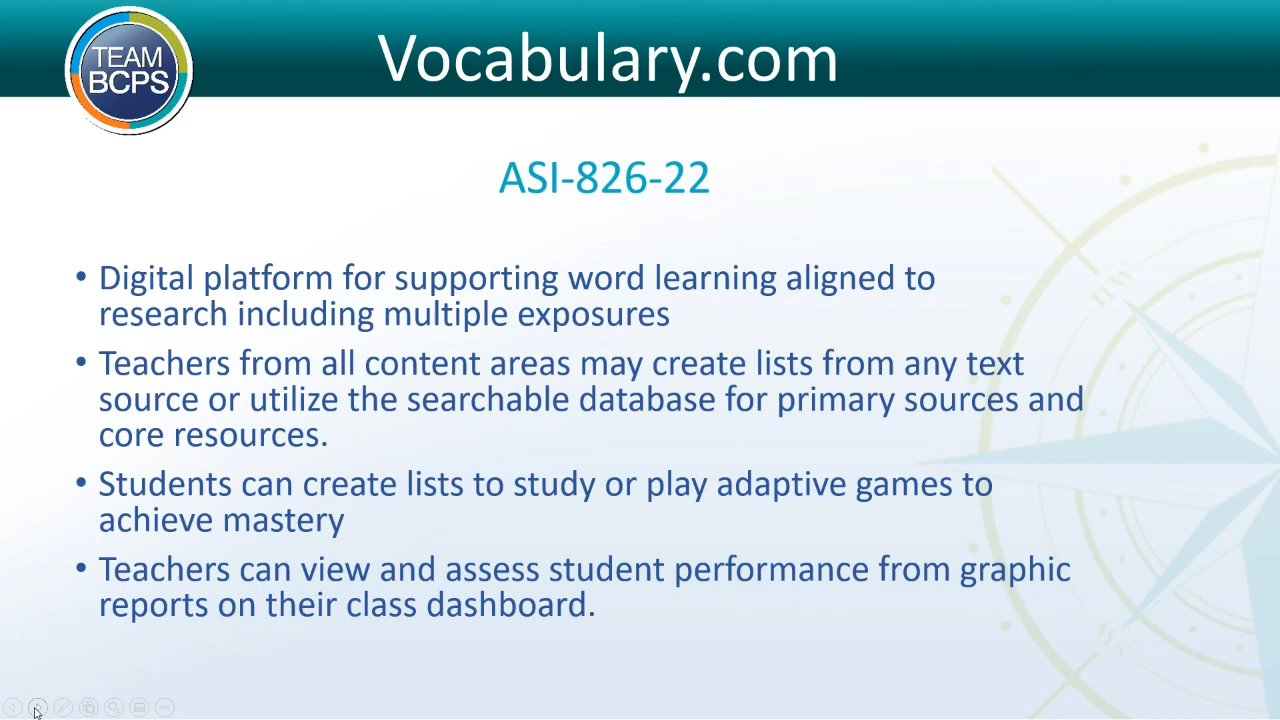 TEAM
BCPS
Vocabulary.com
ASI-826-22
• Digital platform for supporting word learning aligned to
research including multiple exposures
• Teachers from all content areas may create lists from any text
source or utilize the searchable database for primary sources and
core resources.
• Students can create lists to study or play adaptive games to
achieve mastery
• Teachers can view and assess student performance from graphic
reports on their class dashboard.